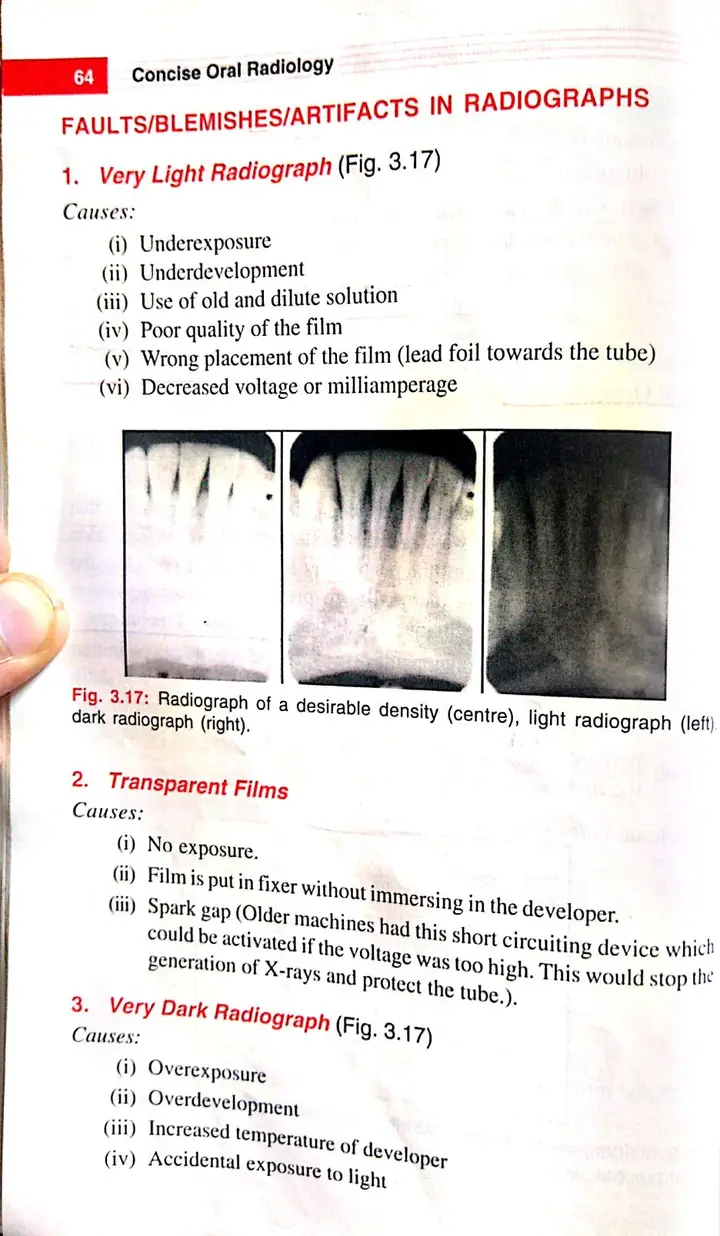 64 Concise Oral Radiology
FAULTS/BLEMISHES/ARTIFACTS IN RADIOGRAPHS
1. Very Light Radiograph (Fig. 3.17)
Causes:
(i) Underexposure
(ii) Underdevelopment
(iii) Use of old and dilute solution
(iv) Poor quality of the film
(v) Wrong placement of the film (lead foil towards the tube)
(vi) Decreased voltage or milliamperage
Fig. 3.17: Radiograph of a desirable density (centre), light radiograph (left).
dark radiograph (right).
2. Transparent Films
Causes:
(i) No exposure.
(ii) Film is put in fixer without immersing in the developer.
(iii) Spark gap (Older machines had this short circuiting device which
could be activated if the voltage was too high. This would stop the
generation of X-rays and protect the tube.).
3. Very Dark Radiograph (Fig. 3.17)
Causes:
(i) Overexposure
(ii) Overdevelopment
(iii) Increased temperature of developer
(iv) Accidental exposure to light